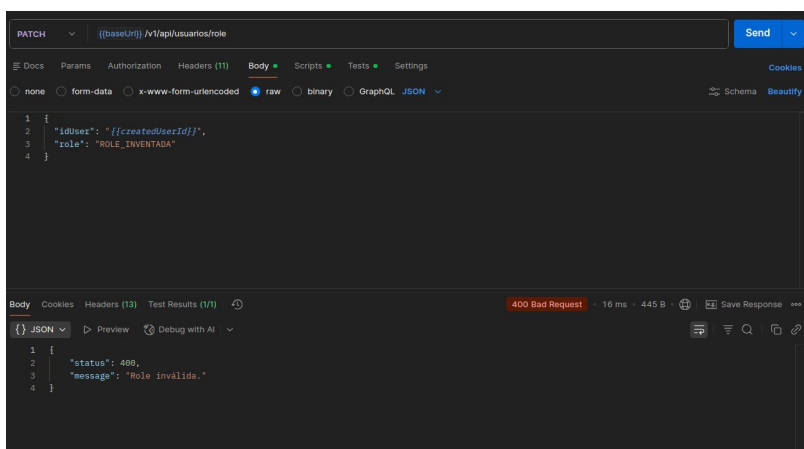 PATCH {{baseUrl}} /v1/api/usuarios/role Send
Docs Params Authorization Headers (11) Body Scripts Tests Settings Cookies
none form-data x-www-form-urlencoded raw binary GraphQL JSON Schema Beautify
1 {
2 "idUser": "{{createdUserId}}",
3 "role": "ROLE_INVENTADA"
4 }
Body Cookies Headers (13) Test Results (1/1) 400 Bad Request • 16 ms • 445 B • Save Response
{} JSON Preview Debug with AI
1 {
2 "status": 400,
3 "message": "Role inválida."
4 }